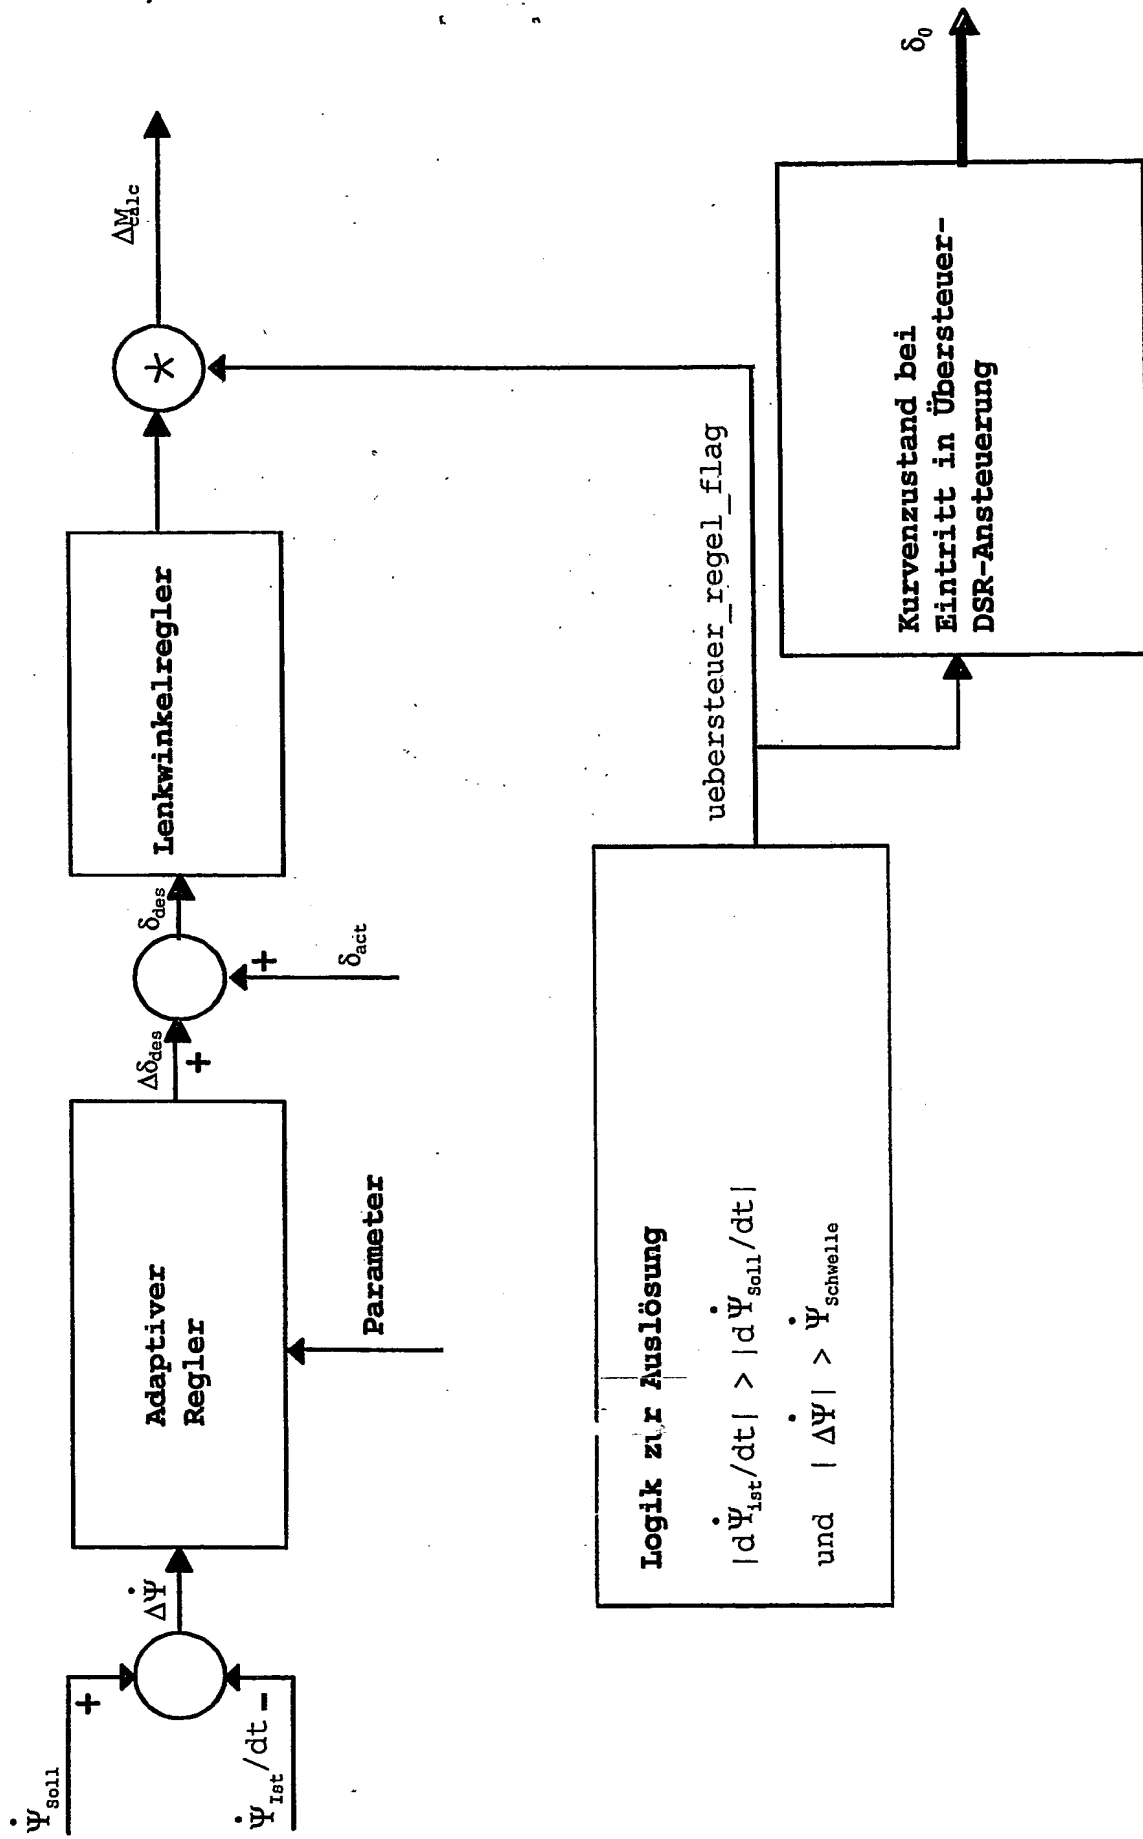 Ψ̇Soll
+
Ψ̇Ist/dt
-
ΔΨ̇
Adaptiver
Regler
Parameter
Δδdes
+
δact
+
δdes
Lenkwinkelregler
*
ΔMcalc
Logik zur Auslösung
|dΨ̇ist/dt| > |dΨ̇Soll/dt|
und | ΔΨ̇| > Ψ̇Schwelle
uebersteuer_regel_flag
Kurvenzustand bei
Eintritt in Übersteuer-
DSR-Ansteuerung
δ0